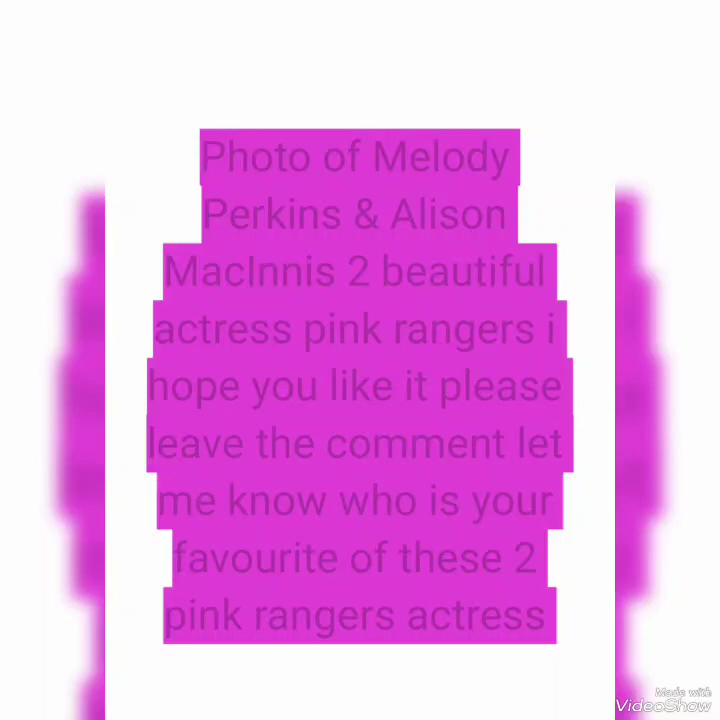 Photo of Melody
Perkins & Alison
MacInnis 2 beautiful
actress pink rangers i
hope you like it please
leave the comment let
me know who is your
favourite of these 2
pink rangers actress
Made with
VideoShow